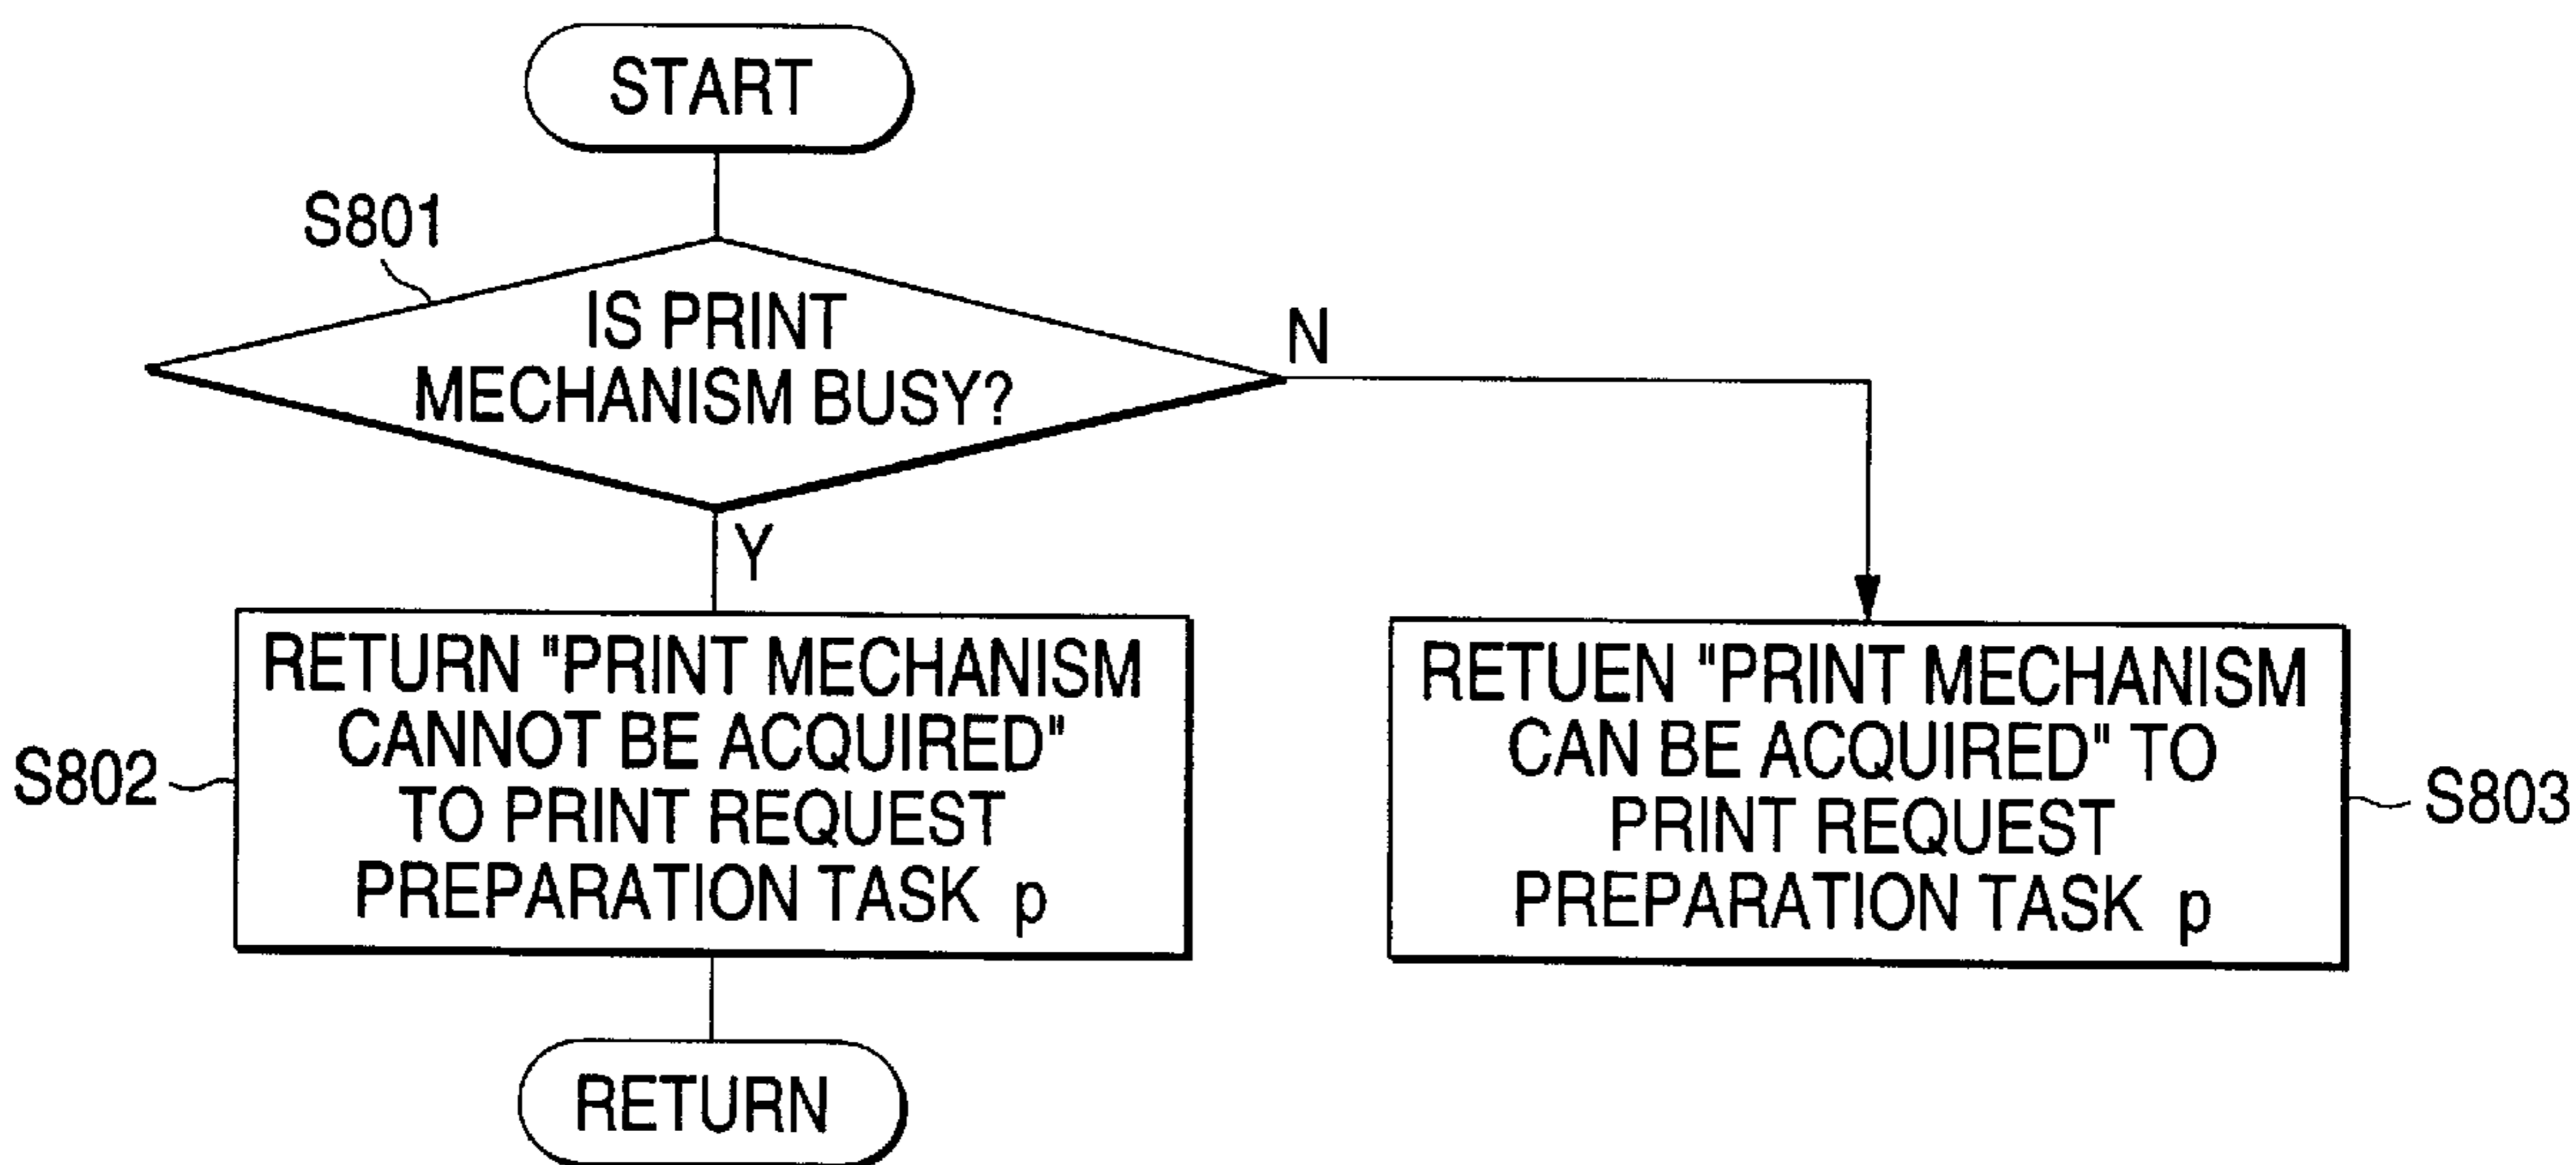 START
S801
IS PRINT
MECHANISM BUSY?
N
Y
RETURN "PRINT MECHANISM
CANNOT BE ACQUIRED"
TO PRINT REQUEST
PREPARATION TASK p
S802
RETUEN "PRINT MECHANISM
CAN BE ACQUIRED" TO
PRINT REQUEST
PREPARATION TASK p
S803
RETURN